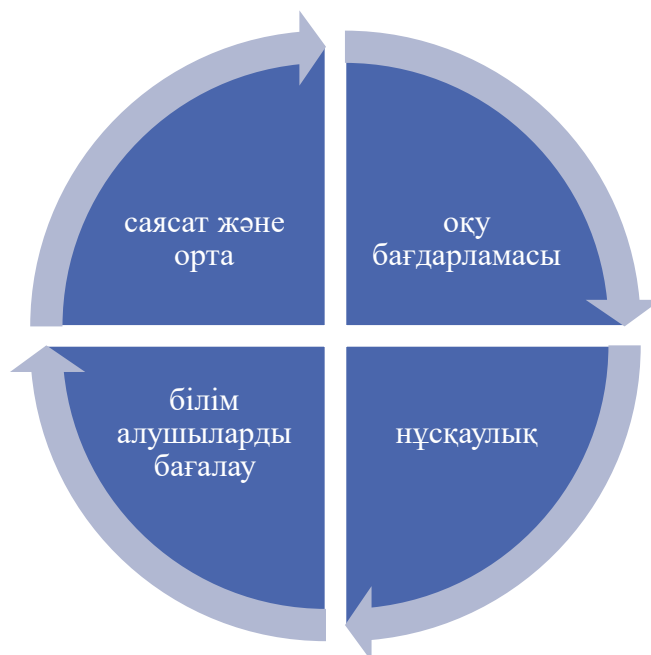 саясат және
орта
оқу
бағдарламасы
білім
алушыларды
бағалау
нұсқаулық